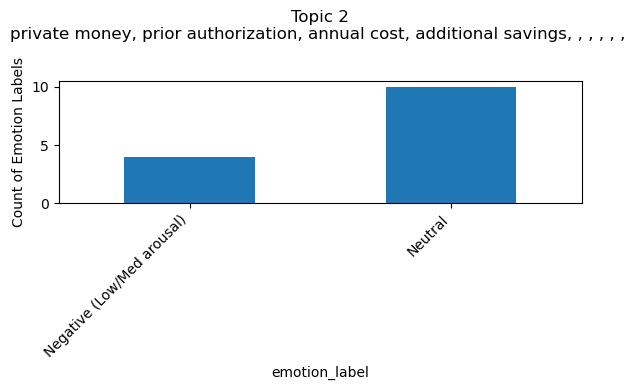 Topic 2
private money, prior authorization, annual cost, additional savings, , , , , ,
Count of Emotion Labels
10
5
0
Negative (Low/Med arousal)
Neutral
emotion_label